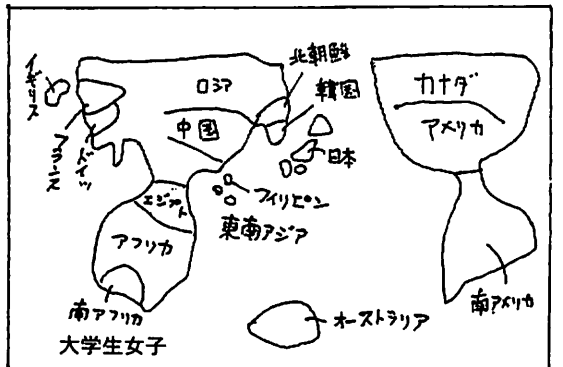 イギリス
フランス
ドイツ
ロシア
中国
北朝鮮
韓国
日本
フィリピン
東南アジア
エジプト
アフリカ
南アフリカ
カナダ
アメリカ
南アメリカ
オーストラリア
大学生女子